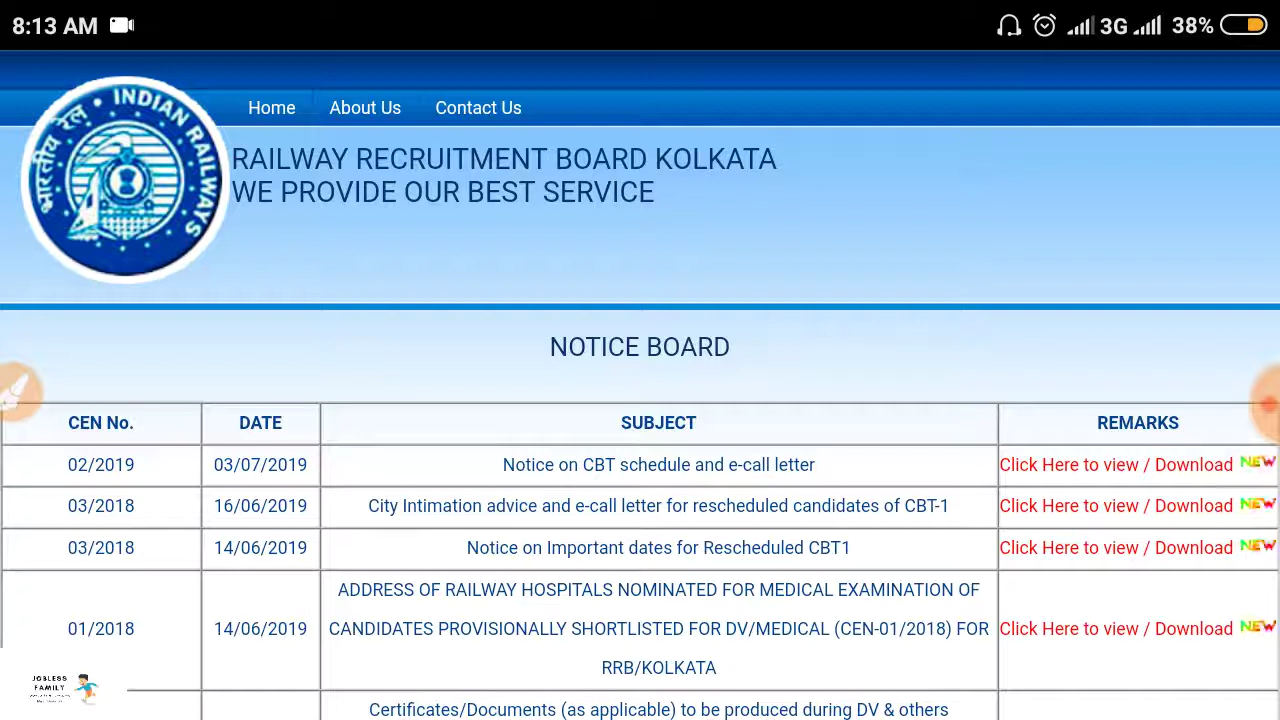 8:13 AM 3G 38%
Home About Us Contact Us
भारतीय रेल INDIAN RAILWAYS
RAILWAY RECRUITMENT BOARD KOLKATA
WE PROVIDE OUR BEST SERVICE
NOTICE BOARD
CEN No. DATE SUBJECT REMARKS
02/2019 03/07/2019 Notice on CBT schedule and e-call letter Click Here to view / Download NEW
03/2018 16/06/2019 City Intimation advice and e-call letter for rescheduled candidates of CBT-1 Click Here to view / Download NEW
03/2018 14/06/2019 Notice on Important dates for Rescheduled CBT1 Click Here to view / Download NEW
ADDRESS OF RAILWAY HOSPITALS NOMINATED FOR MEDICAL EXAMINATION OF
01/2018 14/06/2019 CANDIDATES PROVISIONALLY SHORTLISTED FOR DV/MEDICAL (CEN-01/2018) FOR Click Here to view / Download NEW
RRB/KOLKATA
JOBLESS
FAMILY
Certificates/Documents (as applicable) to be produced during DV & others